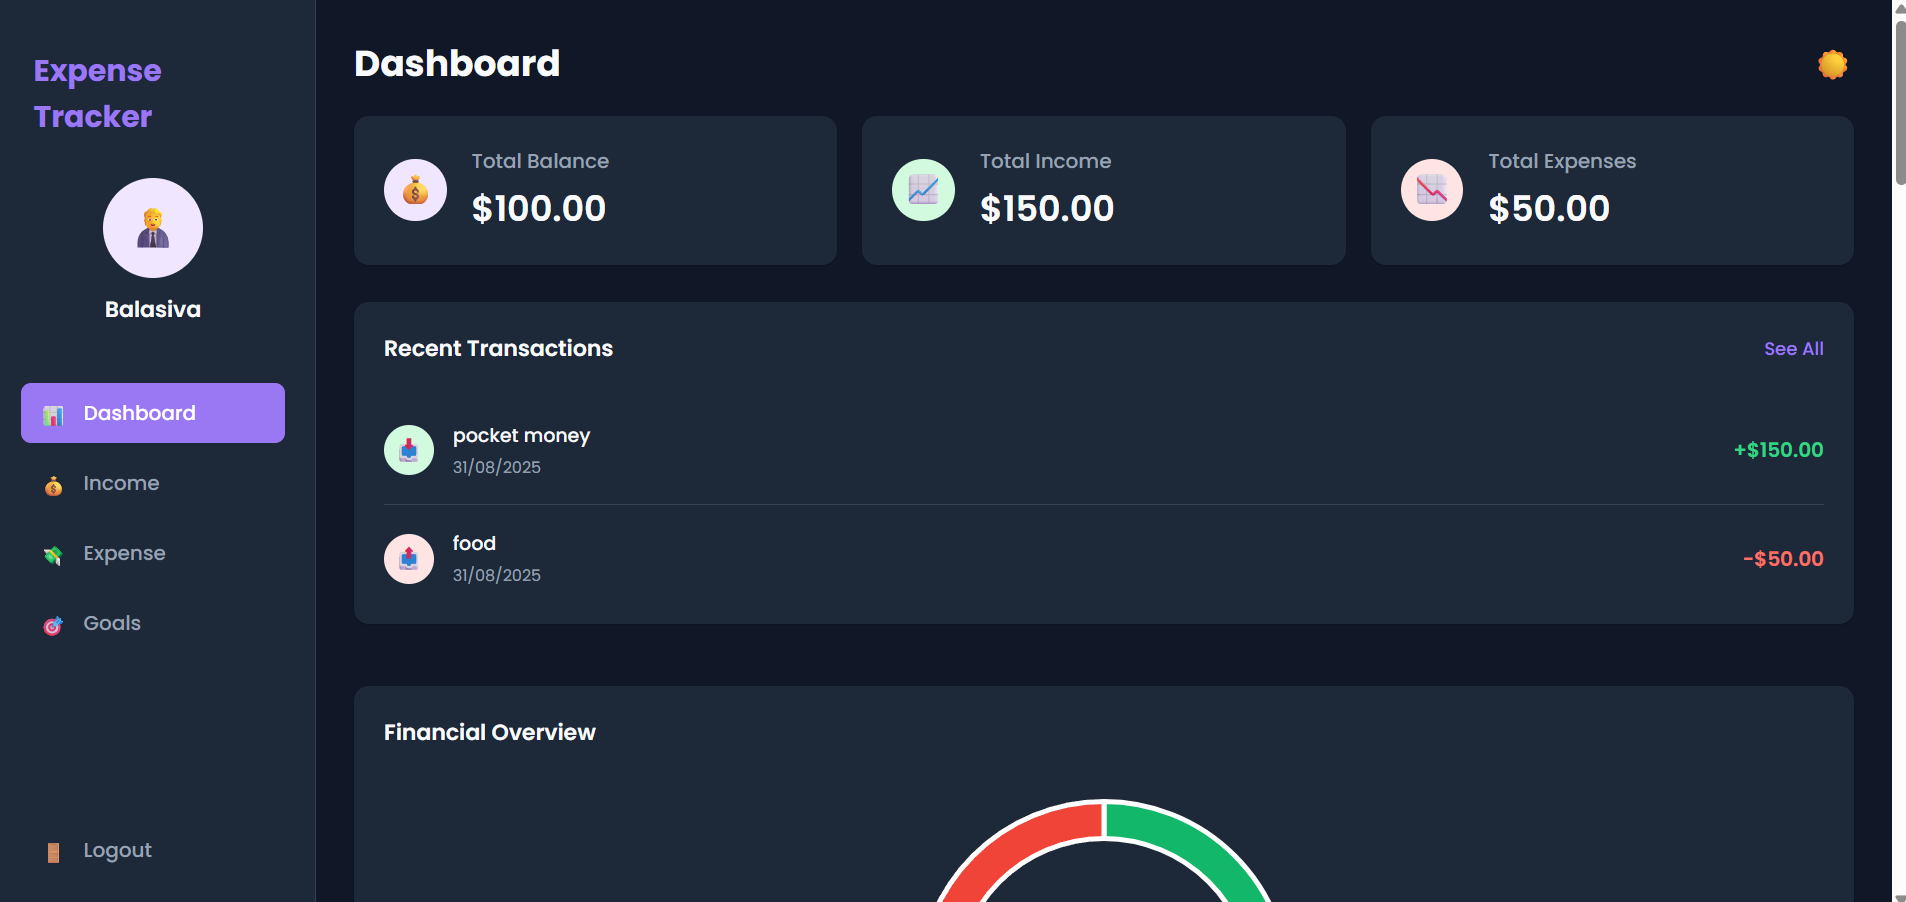 Expense
Tracker
Balasiva
Dashboard
Income
Expense
Goals
Logout
Dashboard
Total Balance
$100.00
Total Income
$150.00
Total Expenses
$50.00
Recent Transactions
See All
pocket money
31/08/2025
+$150.00
food
31/08/2025
-$50.00
Financial Overview